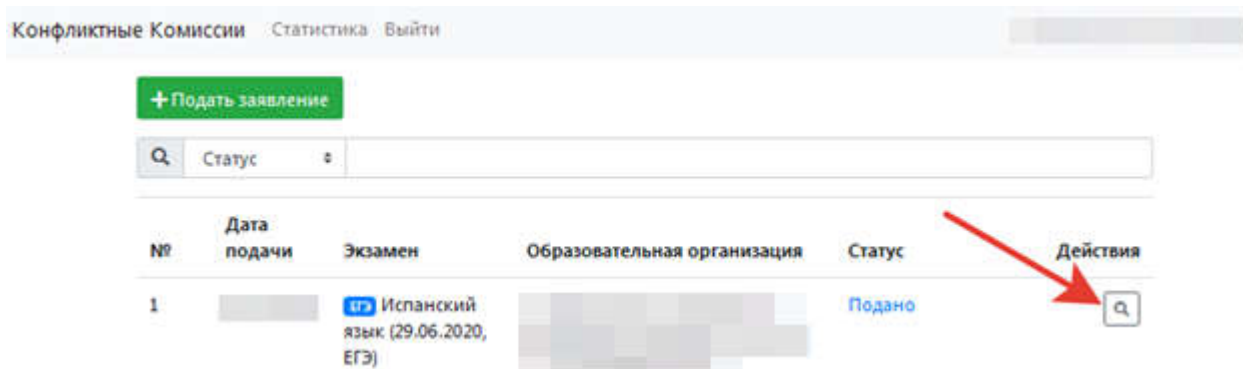 Конфликтные Комиссии Статистика Выйти
+ Подать заявление
Статус
№ Дата подачи Экзамен Образовательная организация Статус Действия
1 ЕГЭ Испанский Подано
язык (29.06.2020,
ЕГЭ)